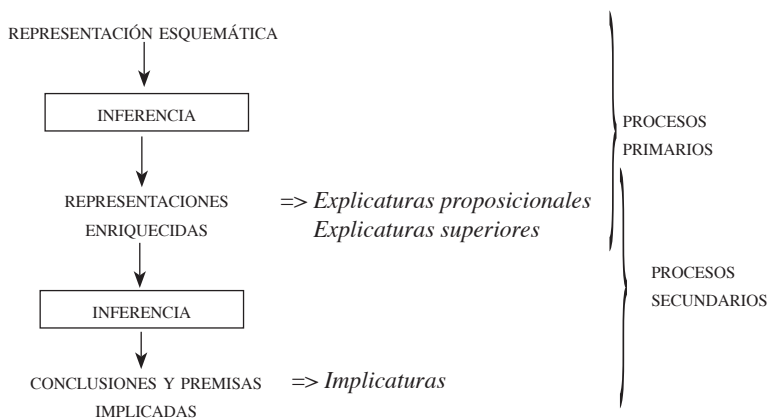 REPRESENTACIÓN ESQUEMÁTICA
INFERENCIA
PROCESOS
PRIMARIOS
REPRESENTACIONES
ENRIQUECIDAS
=> Explicaturas proposicionales
Explicaturas superiores
PROCESOS
SECUNDARIOS
INFERENCIA
CONCLUSIONES Y PREMISAS
IMPLICADAS
=> Implicaturas